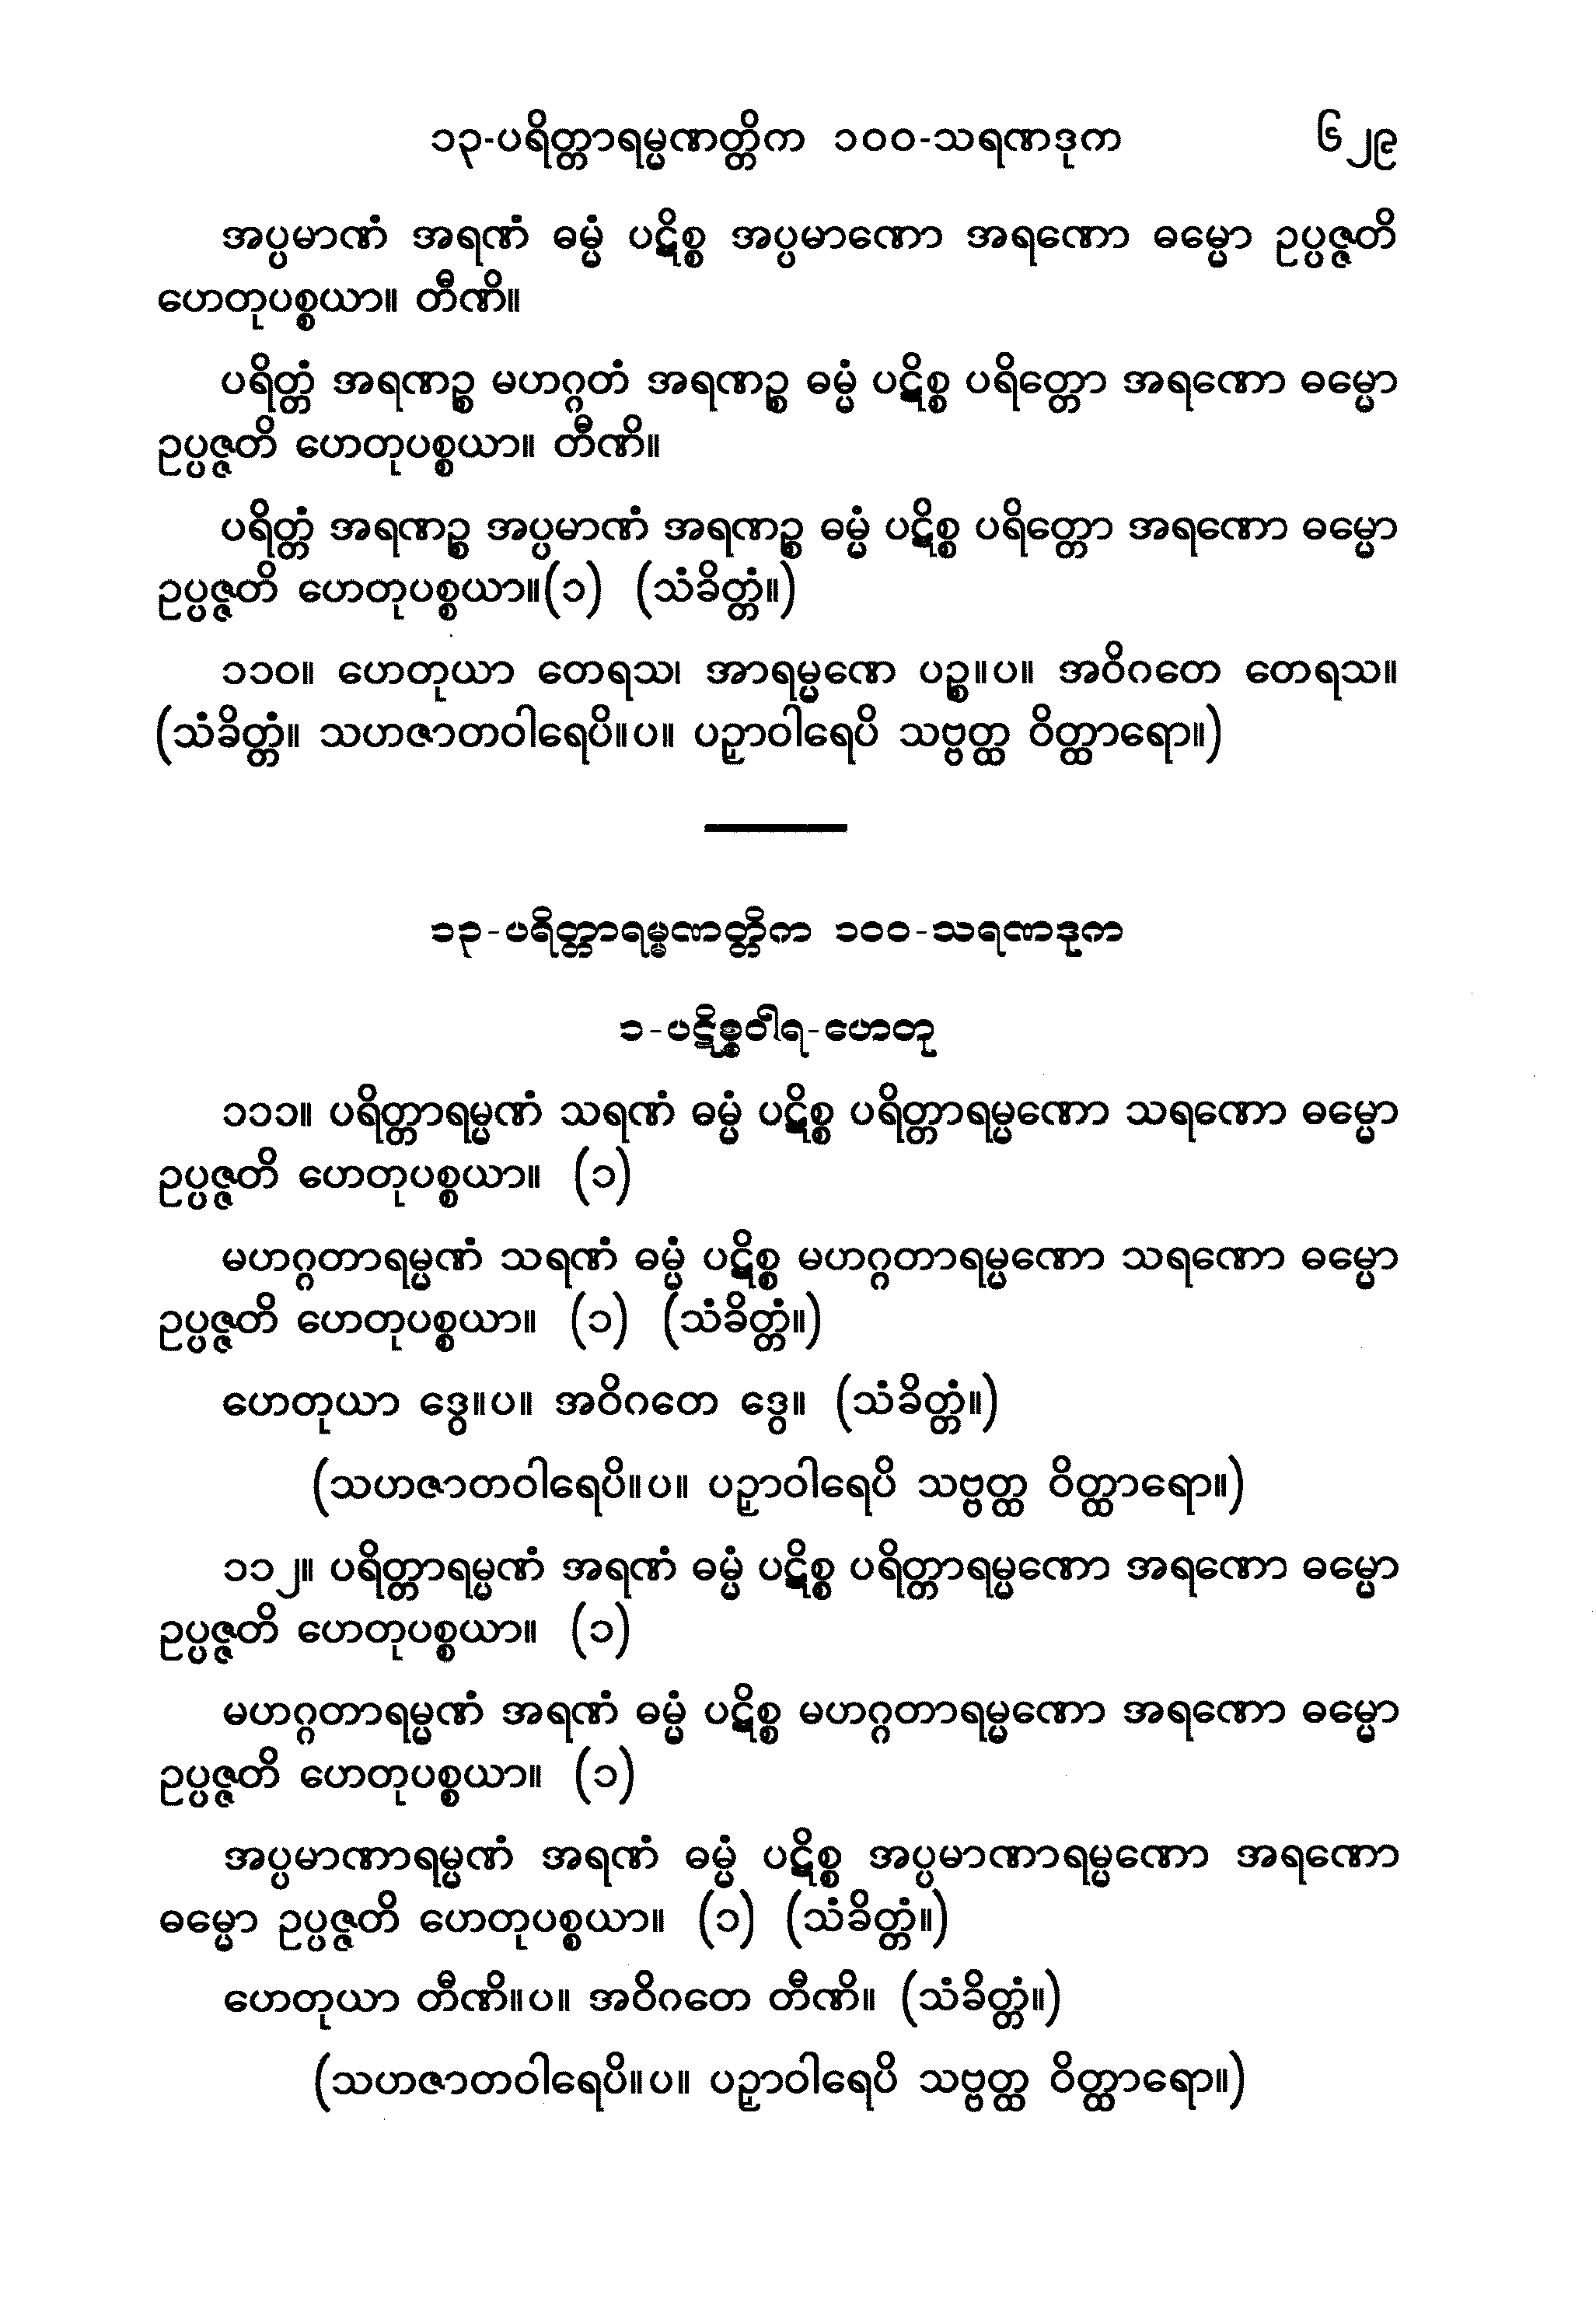 ၁၃-ပရိတ္တာရမ္မဏတ္တိက ၁၀၀-သရဏဒုက ၆၂၉
အပ္ပမာဏံ အရဏံ ဓမ္မံ ပဋိစ္စ အပ္ပမာဏော အရဏော ဓမ္မော ဥပ္ပဇ္ဇတိ
ဟေတုပစ္စယာ။ တီဏိ။
ပရိတ္တံ အရဏဉ္စ မဟဂ္ဂတံ အရဏဉ္စ ဓမ္မံ ပဋိစ္စ ပရိတ္တော အရဏော ဓမ္မော
ဥပ္ပဇ္ဇတိ ဟေတုပစ္စယာ။ တီဏိ။
ပရိတ္တံ အရဏဉ္စ အပ္ပမာဏံ အရဏဉ္စ ဓမ္မံ ပဋိစ္စ ပရိတ္တော အရဏော ဓမ္မော
ဥပ္ပဇ္ဇတိ ဟေတုပစ္စယာ။(၁) (သံခိတ္တံ။)
၁၁၀။ ဟေတုယာ တေရသ၊ အာရမ္မဏေ ပဉ္စ။ပ။ အဝိဂတေ တေရသ။
(သံခိတ္တံ။ သဟဇာတဝါရေပိ။ပ။ ပဉှာဝါရေပိ သဗ္ဗတ္ထ ဝိတ္ထာရော။)
၁၃-ပရိတ္တာရမ္မဏတ္တိက ၁၀၀-သရဏဒုက
၁-ပဋိစ္စဝါရ-ဟေတု
၁၁၁။ ပရိတ္တာရမ္မဏံ သရဏံ ဓမ္မံ ပဋိစ္စ ပရိတ္တာရမ္မဏော သရဏော ဓမ္မော
ဥပ္ပဇ္ဇတိ ဟေတုပစ္စယာ။ (၁)
မဟဂ္ဂတာရမ္မဏံ သရဏံ ဓမ္မံ ပဋိစ္စ မဟဂ္ဂတာရမ္မဏော သရဏော ဓမ္မော
ဥပ္ပဇ္ဇတိ ဟေတုပစ္စယာ။ (၁) (သံခိတ္တံ။)
ဟေတုယာ ဒွေ။ပ။ အဝိဂတေ ဒွေ။ (သံခိတ္တံ။)
(သဟဇာတဝါရေပိ။ပ။ ပဉှာဝါရေပိ သဗ္ဗတ္ထ ဝိတ္ထာရော။)
၁၁၂။ ပရိတ္တာရမ္မဏံ အရဏံ ဓမ္မံ ပဋိစ္စ ပရိတ္တာရမ္မဏော အရဏော ဓမ္မော
ဥပ္ပဇ္ဇတိ ဟေတုပစ္စယာ။ (၁)
မဟဂ္ဂတာရမ္မဏံ အရဏံ ဓမ္မံ ပဋိစ္စ မဟဂ္ဂတာရမ္မဏော အရဏော ဓမ္မော
ဥပ္ပဇ္ဇတိ ဟေတုပစ္စယာ။ (၁)
အပ္ပမာဏာရမ္မဏံ အရဏံ ဓမ္မံ ပဋိစ္စ အပ္ပမာဏာရမ္မဏော အရဏော
ဓမ္မော ဥပ္ပဇ္ဇတိ ဟေတုပစ္စယာ။ (၁) (သံခိတ္တံ။)
ဟေတုယာ တီဏိ။ပ။ အဝိဂတေ တီဏိ။ (သံခိတ္တံ။)
(သဟဇာတဝါရေပိ။ပ။ ပဉှာဝါရေပိ သဗ္ဗတ္ထ ဝိတ္ထာရော။)